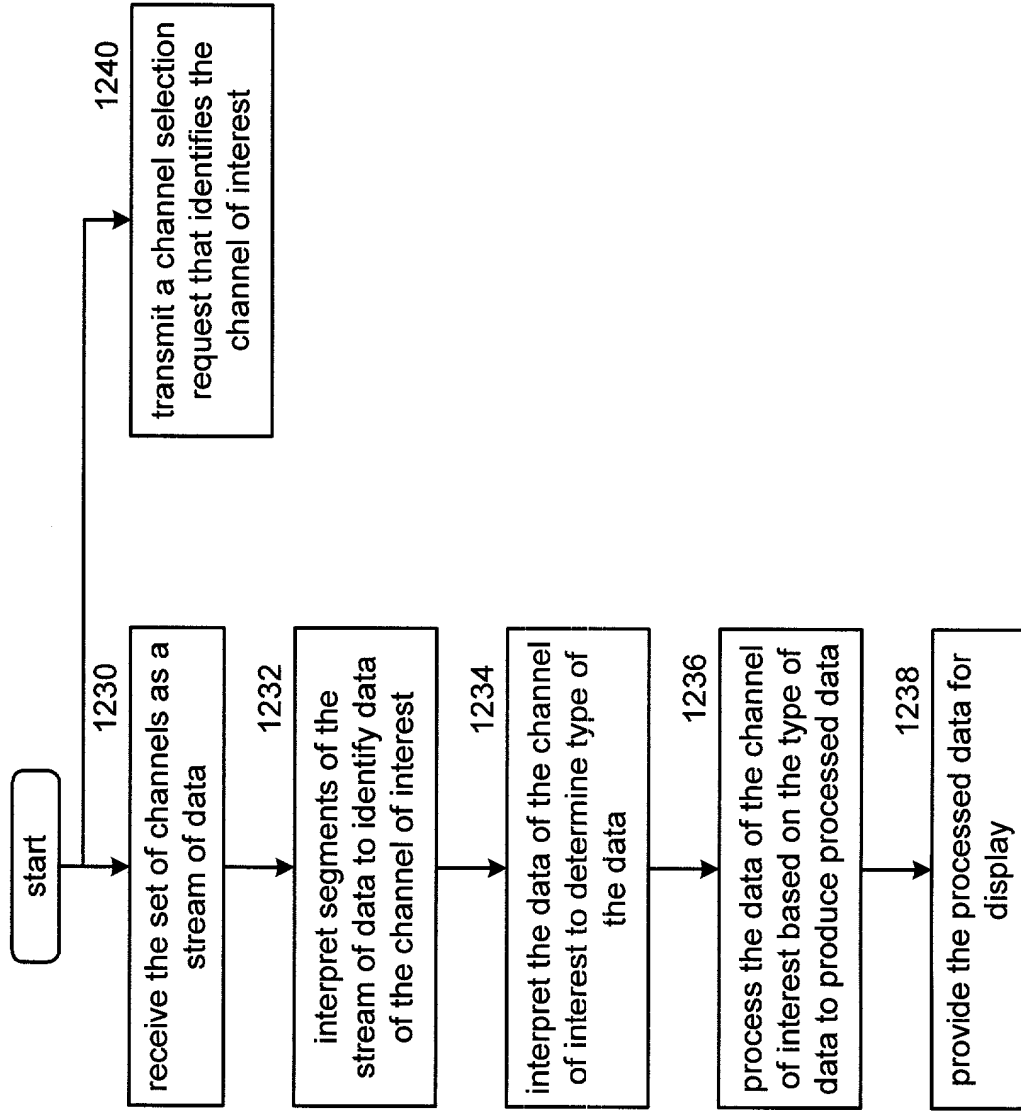 start
1230
receive the set of channels as a
stream of data
1232
interpret segments of the
stream of data to identify data
of the channel of interest
1234
interpret the data of the channel
of interest to determine type of
the data
1236
process the data of the channel
of interest based on the type of
data to produce processed data
1238
provide the processed data for
display
1240
transmit a channel selection
request that identifies the
channel of interest